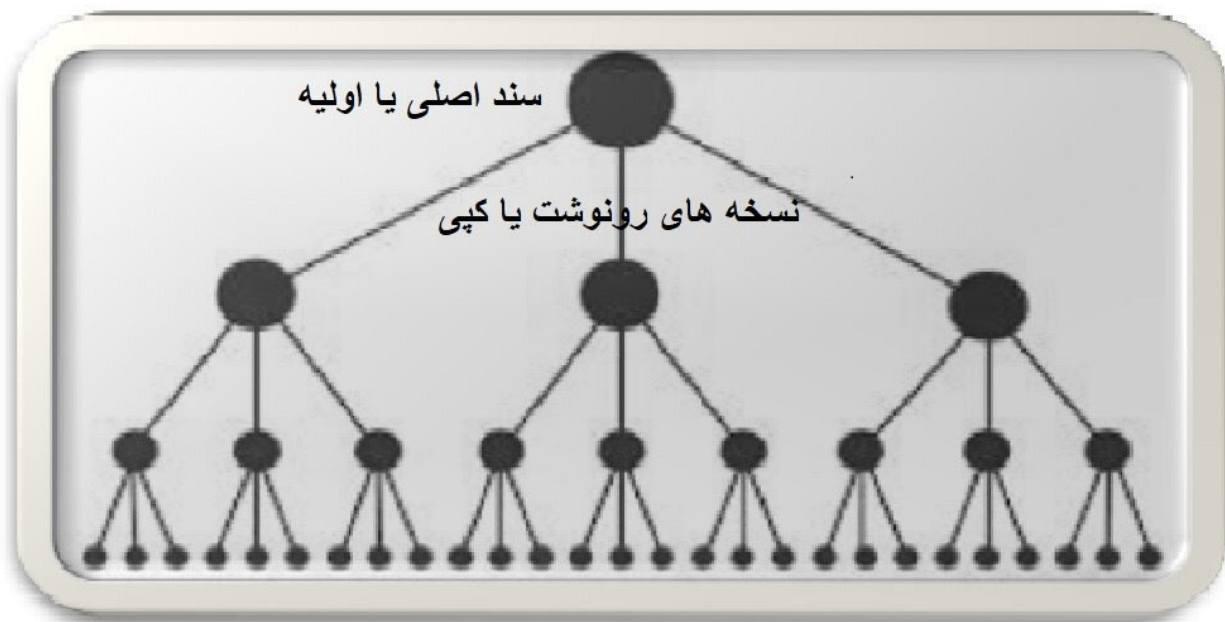 سند اصلی یا اولیه
نسخه های رونوشت یا کپی